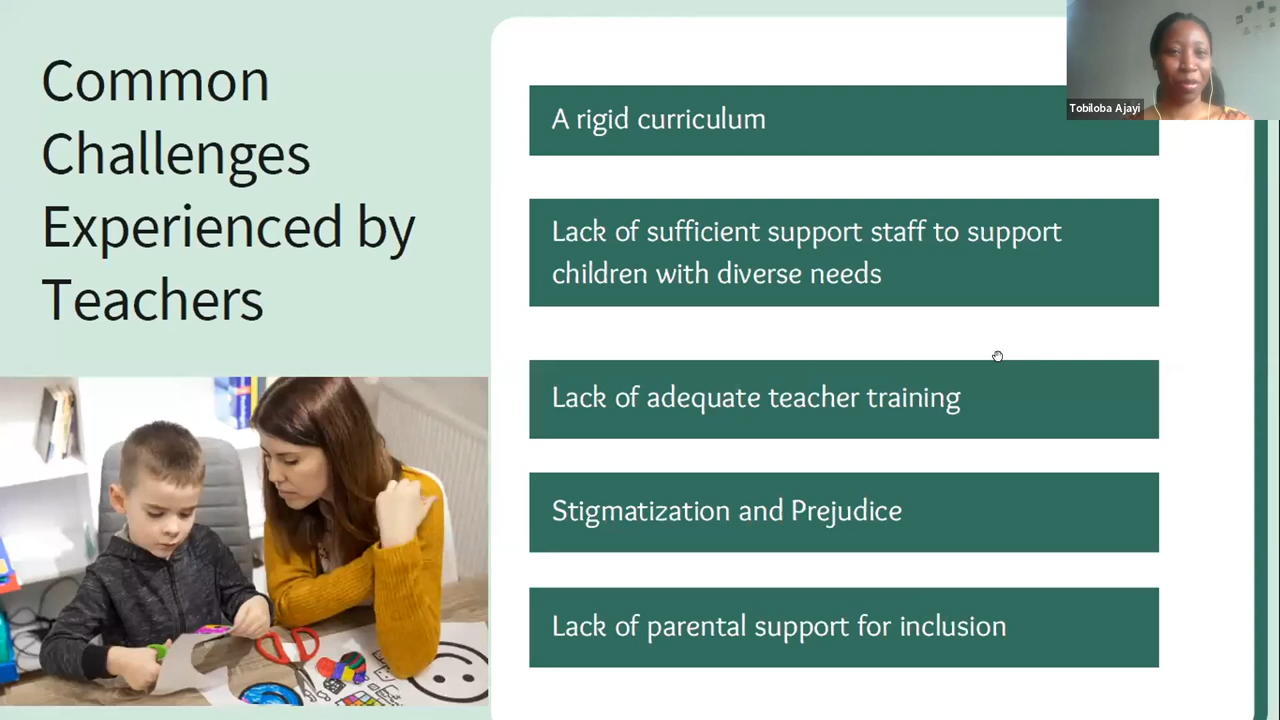 Common
Challenges
Experienced by
Teachers
A rigid curriculum
Tobiloba Ajayi
Lack of sufficient support staff to support
children with diverse needs
Lack of adequate teacher training
Stigmatization and Prejudice
Lack of parental support for inclusion